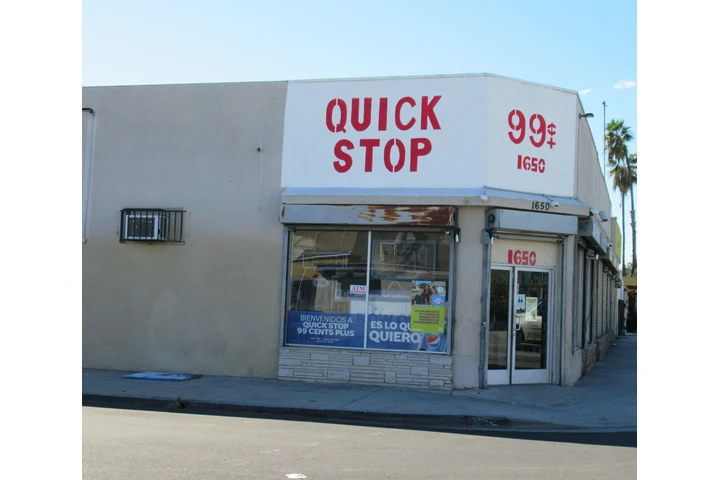 QUICK
STOP
99¢+
1650
1650
1650
ATM
BIENVENIDOS A
QUICK STOP
99 CENTS PLUS
ES LO QUE
QUIERO